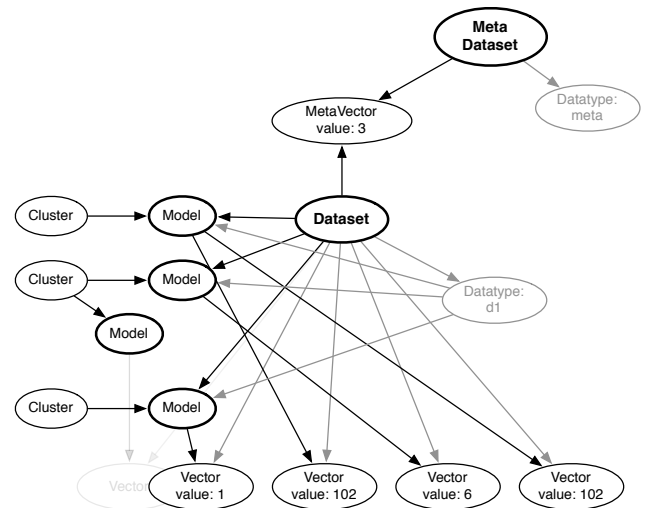 Meta
Dataset
Datatype:
meta
MetaVector
value: 3
Cluster
Model
Dataset
Cluster
Model
Datatype:
d1
Model
Cluster
Model
Vector
Vector
value: 1
Vector
value: 102
Vector
value: 6
Vector
value: 102